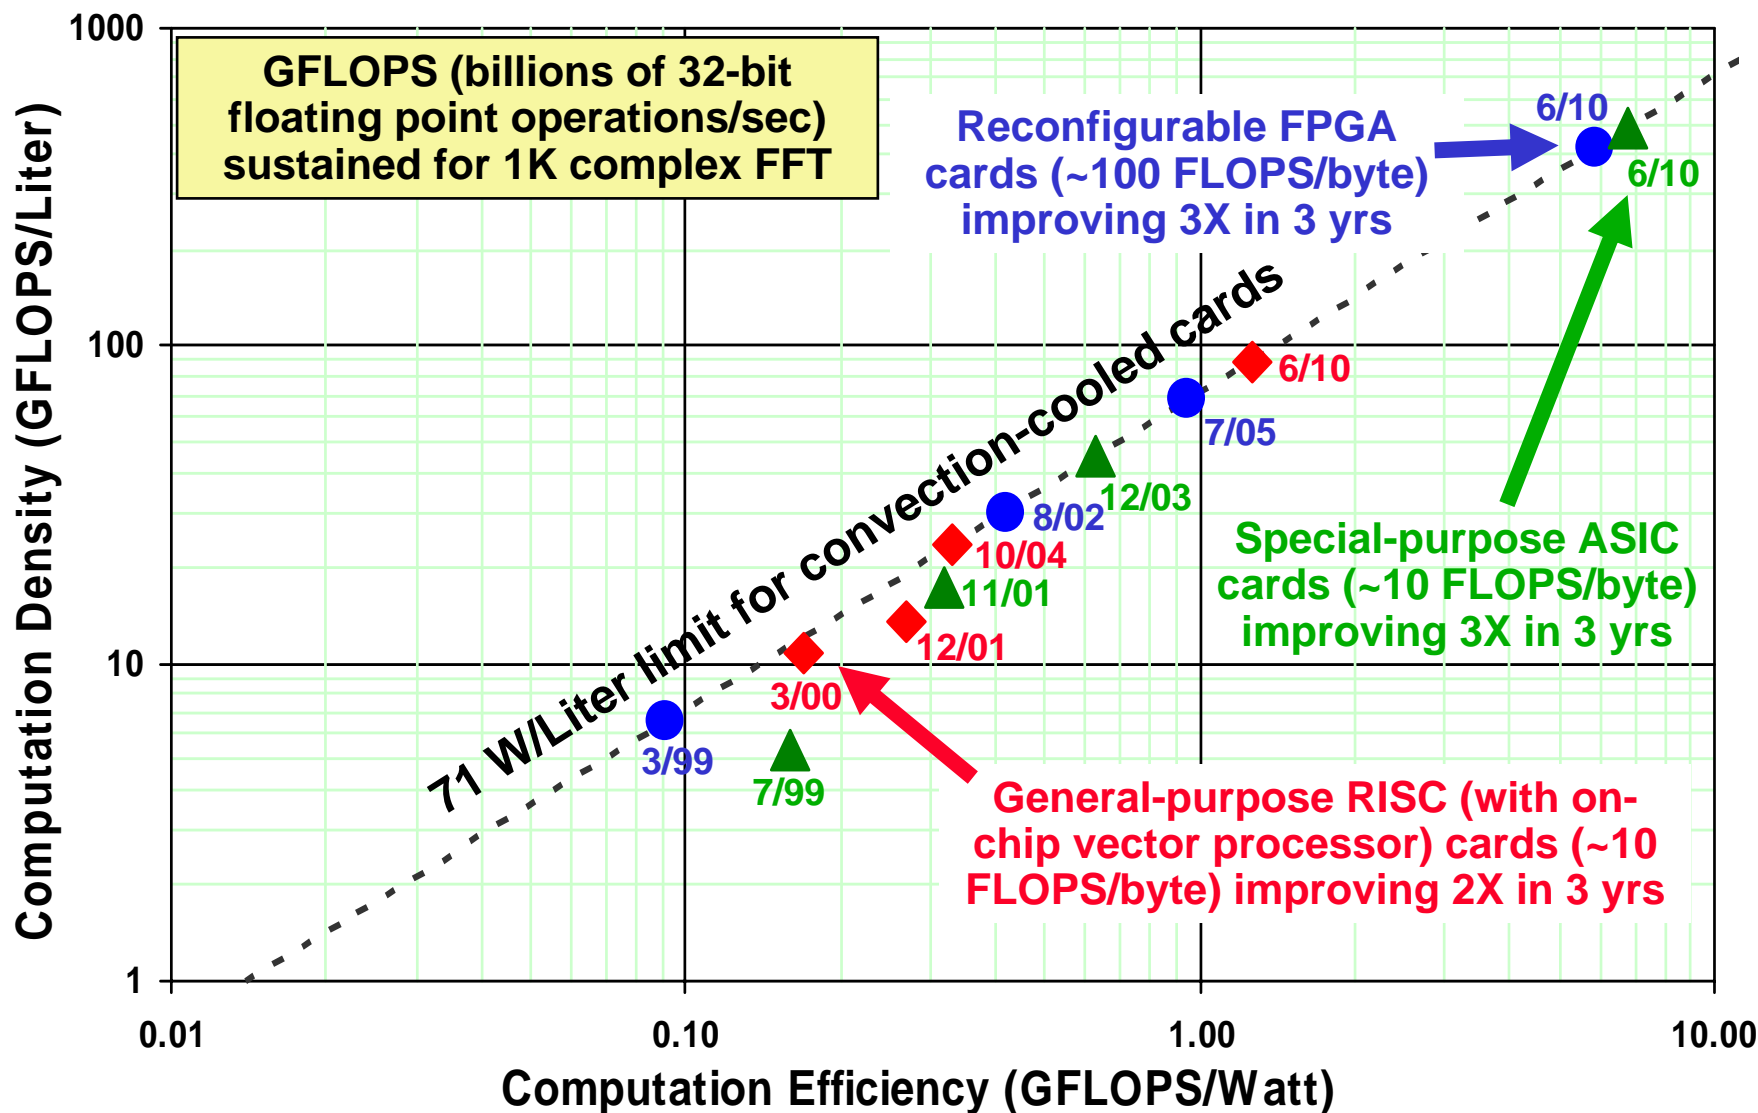 1000
GFLOPS (billions of 32-bit
floating point operations/sec)
sustained for 1K complex FFT
Reconfigurable FPGA
cards (~100 FLOPS/byte)
improving 3X in 3 yrs
6/10
6/10
Computation Density (GFLOPS/Liter)
71 W/Liter limit for convection-cooled cards
100
6/10
7/05
12/03
8/02
10/04
11/01
12/01
Special-purpose ASIC
cards (~10 FLOPS/byte)
improving 3X in 3 yrs
10
3/00
3/99
7/99
General-purpose RISC (with on-
chip vector processor) cards (~10
FLOPS/byte) improving 2X in 3 yrs
1
0.01
0.10
1.00
10.00
Computation Efficiency (GFLOPS/Watt)